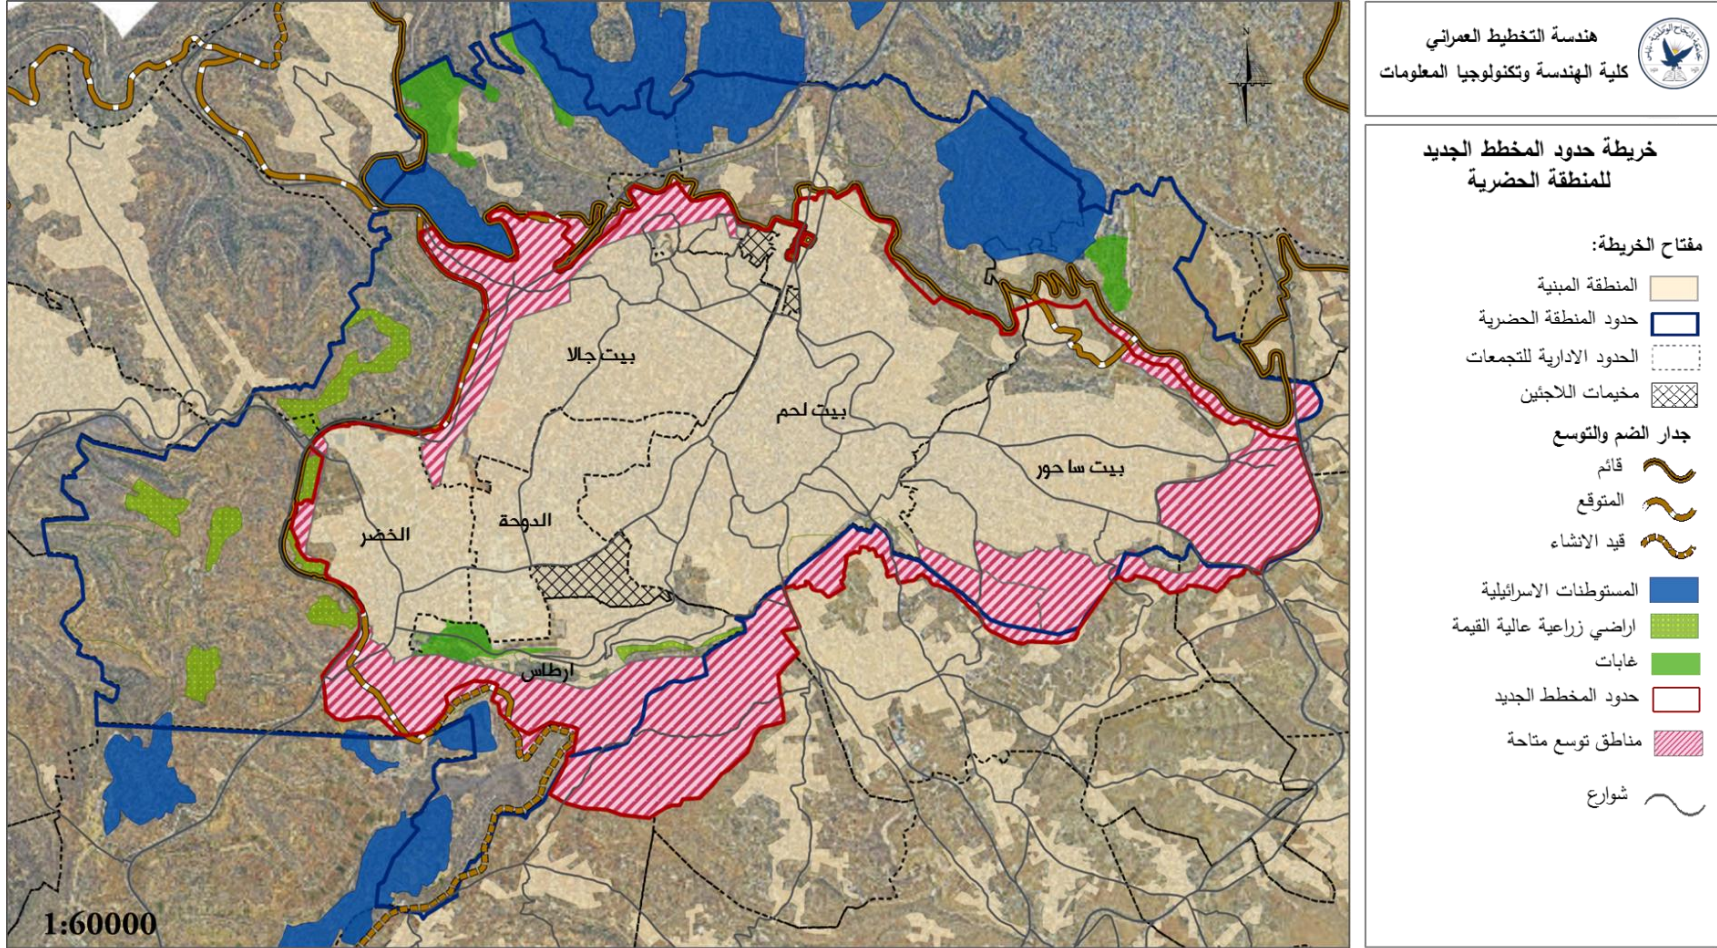 هندسة التخطيط العمراني
كلية الهندسة وتكنولوجيا المعلومات
خريطة حدود المخطط الجديد
للمنطقة الحضرية
مفتاح الخريطة:
المنطقة المبنية
حدود المنطقة الحضرية
الحدود الادارية للتجمعات
مخيمات اللاجئين
جدار الضم والتوسع
قائم
المتوقع
قيد الانشاء
المستوطنات الاسرائيلية
اراضي زراعية عالية القيمة
غابات
حدود المخطط الجديد
مناطق توسع متاحة
شوارع
N
بيت جالا
بيت لحم
بيت ساحور
الدوحة
الخضر
ارطاس
1:60000